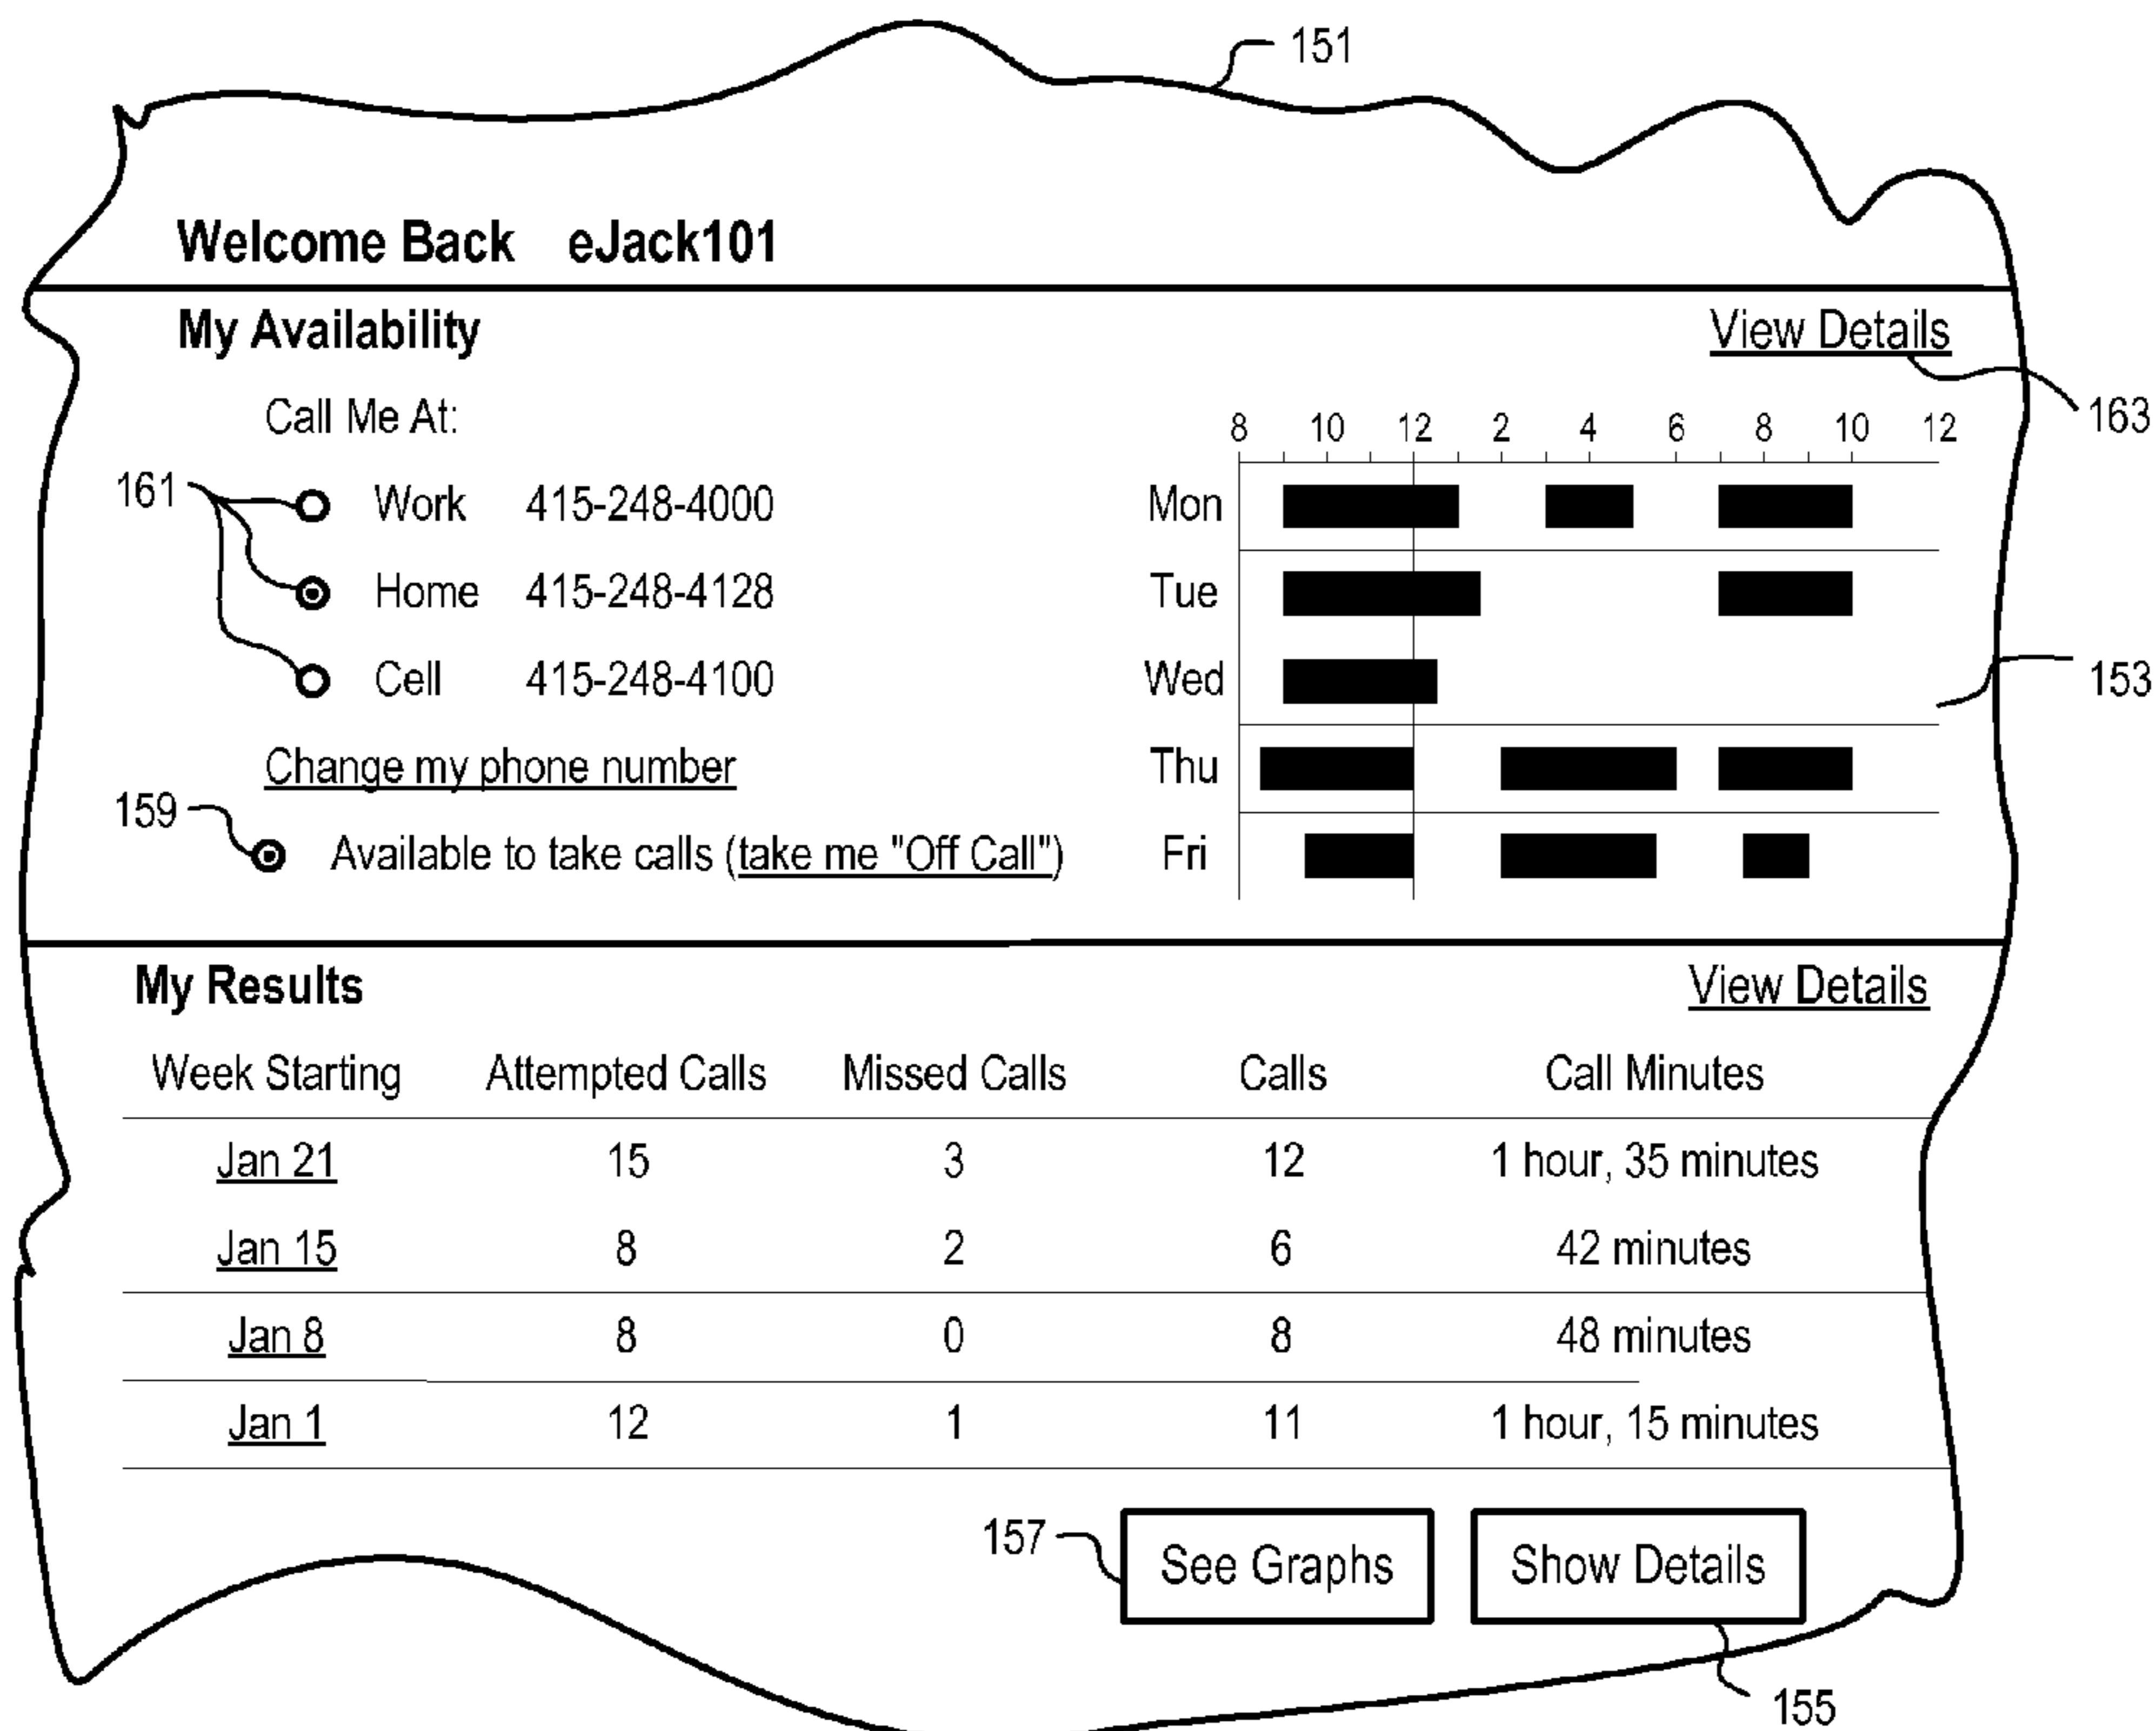 151
Welcome Back eJack101
My Availability View Details
163
Call Me At:
8 10 12 2 4 6 8 10 12
161
Work 415-248-4000 Mon
Home 415-248-4128 Tue
Cell 415-248-4100 Wed
153
Change my phone number Thu
159
Available to take calls (take me "Off Call") Fri
My Results View Details
Week Starting Attempted Calls Missed Calls Calls Call Minutes
Jan 21 15 3 12 1 hour, 35 minutes
Jan 15 8 2 6 42 minutes
Jan 8 8 0 8 48 minutes
Jan 1 12 1 11 1 hour, 15 minutes
157
See Graphs Show Details
155